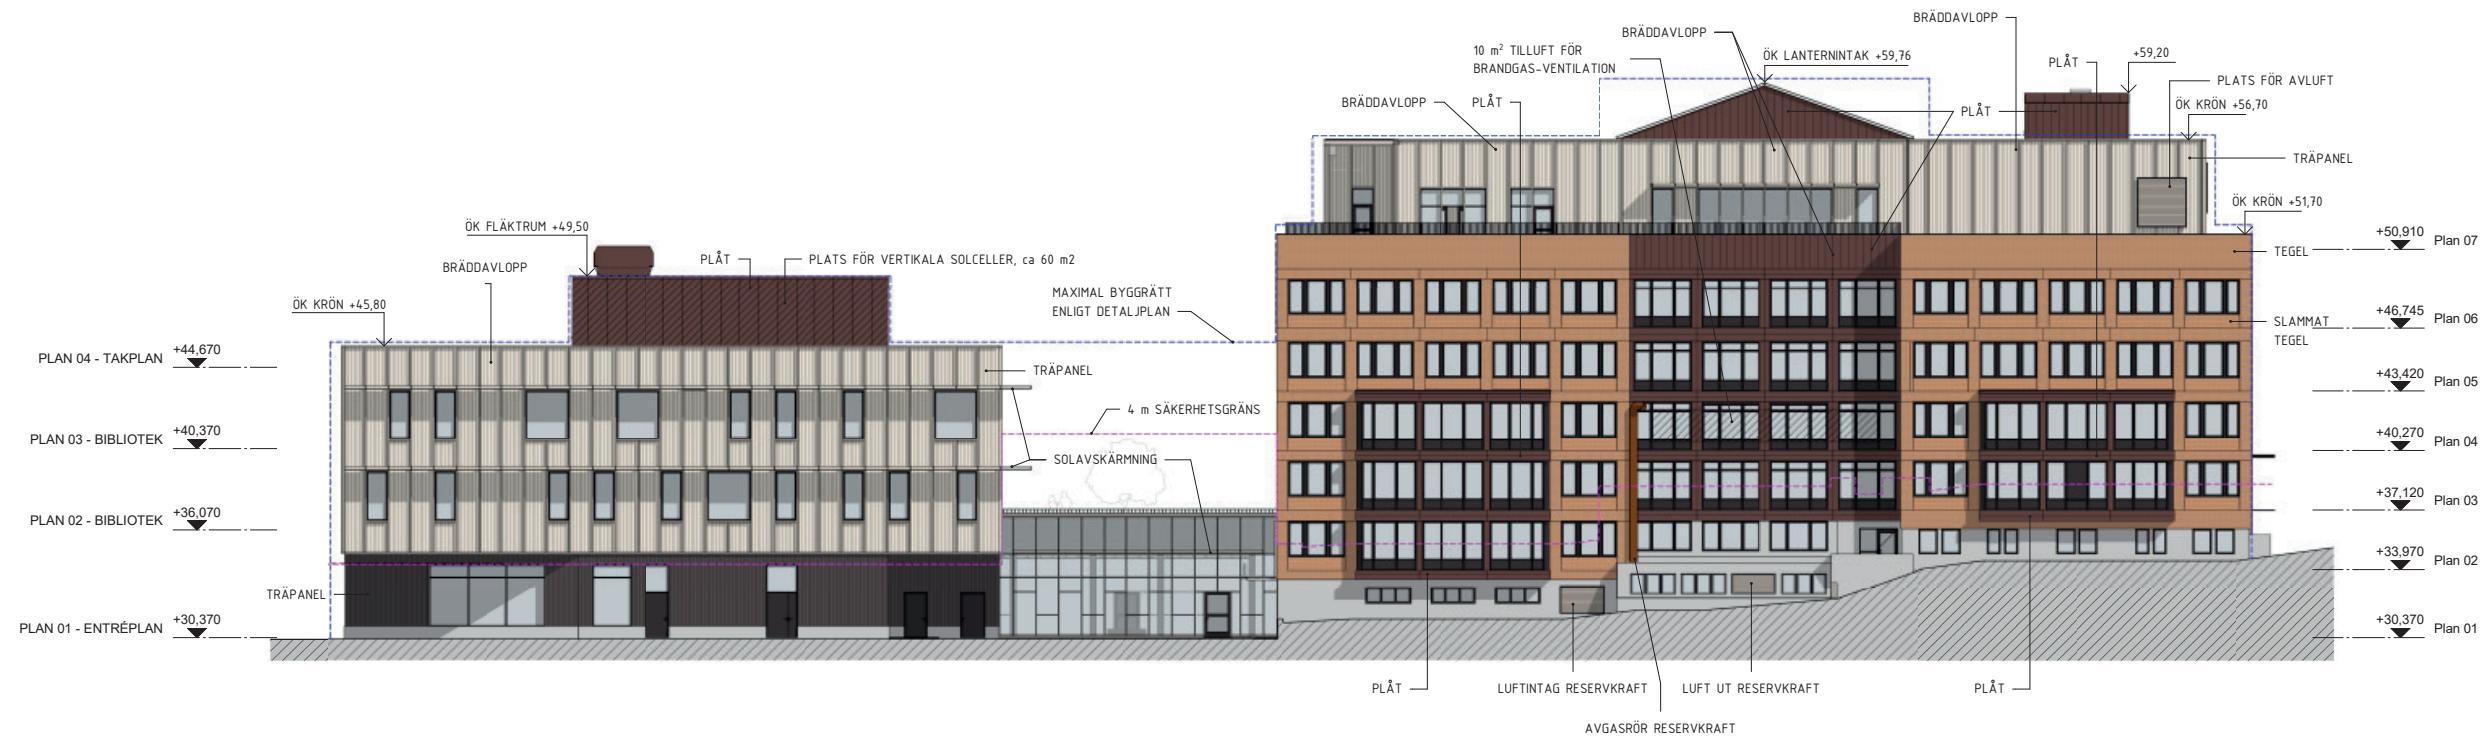 BRÄDDAVLOPP
BRÄDDAVLOPP
10 m² TILLUFT FÖR
BRANDGAS-VENTILATION
ÖK LANTERNINTAK +59,76
PLÅT
+59,20
PLATS FÖR AVLUFT
BRÄDDAVLOPP
PLÅT
PLÅT
ÖK KRÖN +56,70
TRÄPANEL
ÖK KRÖN +51,70
ÖK FLÄKTRUM +49,50
BRÄDDAVLOPP
PLÅT
PLATS FÖR VERTIKALA SOLCELLER, ca 60 m2
+50,910
Plan 07
TEGEL
ÖK KRÖN +45,80
MAXIMAL BYGGRÄTT
ENLIGT DETALJPLAN
+46,745
Plan 06
SLAMMAT
TEGEL
PLAN 04 - TAKPLAN
+44,670
TRÄPANEL
+43,420
Plan 05
4 m SÄKERHETSGRÄNS
PLAN 03 - BIBLIOTEK
+40,370
+40,270
Plan 04
SOLAVSKÄRMNING
PLAN 02 - BIBLIOTEK
+36,070
+37,120
Plan 03
+33,970
Plan 02
TRÄPANEL
PLAN 01 - ENTRÉPLAN
+30,370
+30,370
Plan 01
PLÅT
LUFTINTAG RESERVKRAFT
LUFT UT RESERVKRAFT
PLÅT
AVGASRÖR RESERVKRAFT